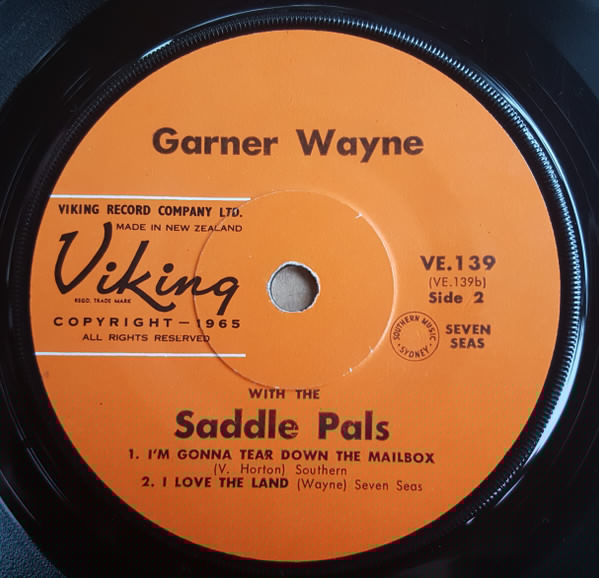 Garner Wayne
VIKING RECORD COMPANY LTD.
MADE IN NEW ZEALAND
Viking
REGD. TRADE MARK
COPYRIGHT — 1965
ALL RIGHTS RESERVED
VE.139
(VE.139b)
Side 2
SOUTHERN MUSIC
• SYDNEY •
SEVEN
SEAS
WITH THE
Saddle Pals
1. I'M GONNA TEAR DOWN THE MAILBOX
(V. Horton) Southern
2. I LOVE THE LAND (Wayne) Seven Seas